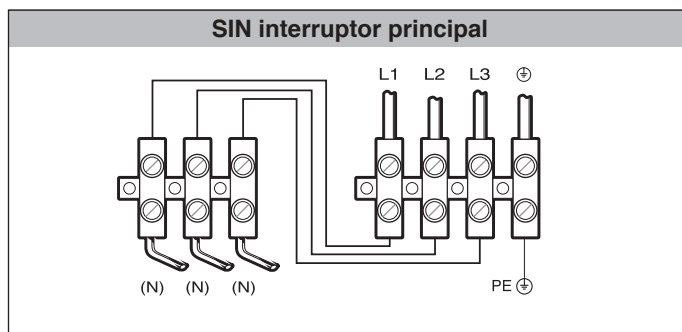 SIN interruptor principal
L1 L2 L3
(N) (N) (N) PE